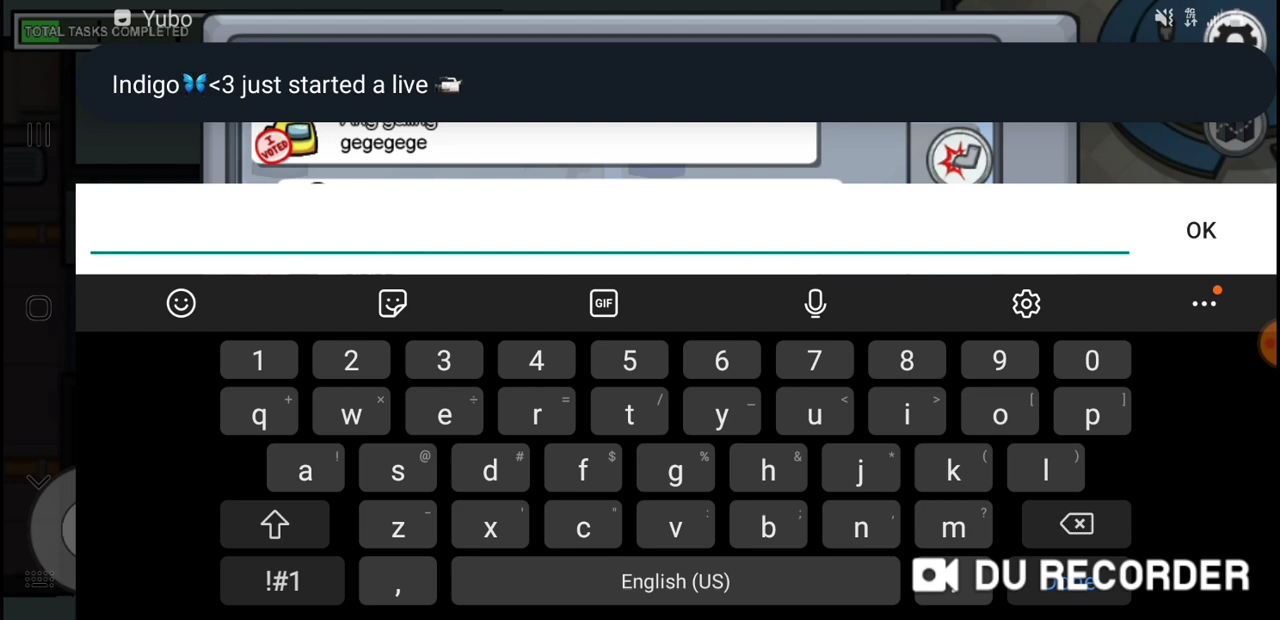 Yubo
TOTAL TASKS COMPLETED
Indigo🦋<3 just started a live
I VOTED
gegegege
OK
GIF
1 2 3 4 5 6 7 8 9 0
q + w × e ÷ r = t / y _ u < i > o [ p ]
a ! s @ d # f $ g % h & j * k ( l )
z - x ' c " v : b ; n , m ?
!#1 , English (US)
DU RECORDER